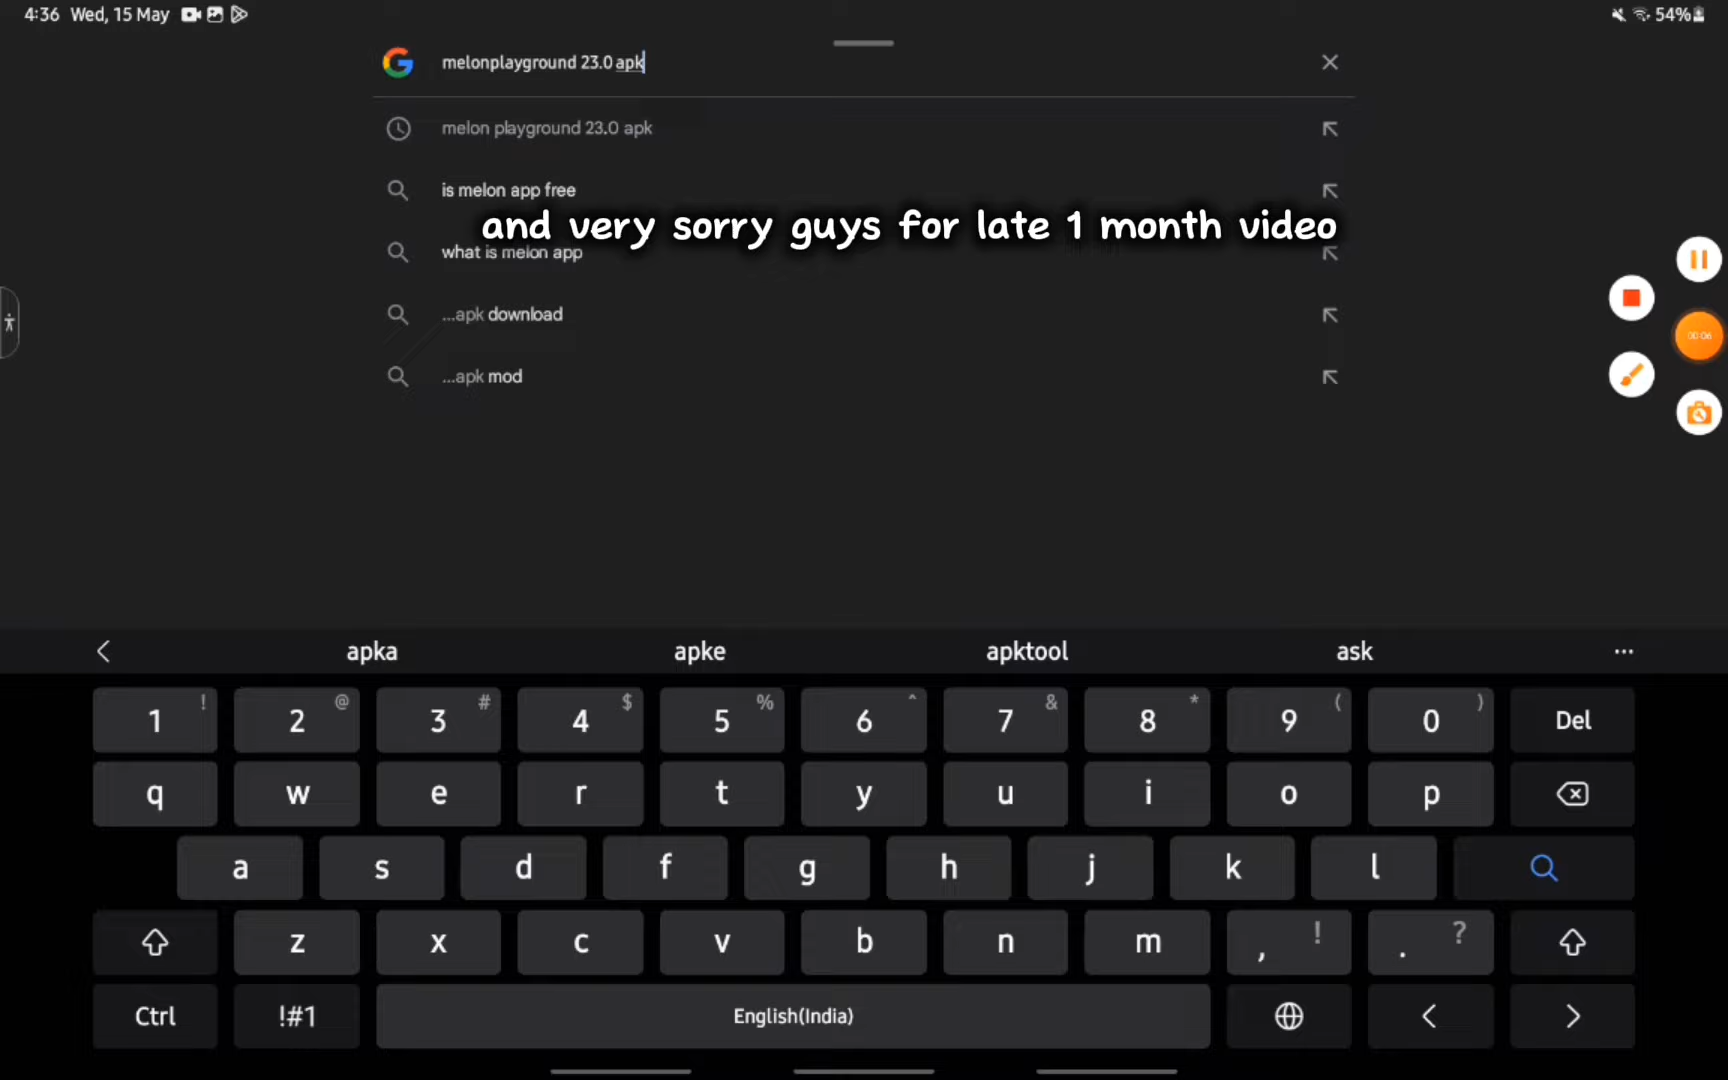 4:36 Wed, 15 May 54%
melonplayground 23.0 apk
melon playground 23.0 apk
is melon app free
and very sorry guys for late 1 month video
what is melon app
...apk download
...apk mod
00:06
apka apke apktool ask ...
1 ! 2 @ 3 # 4 $ 5 % 6 ^ 7 & 8 * 9 ( 0 ) Del
q w e r t y u i o p
a s d f g h j k l
z x c v b n m , ! . ?
Ctrl !#1 English(India) < >